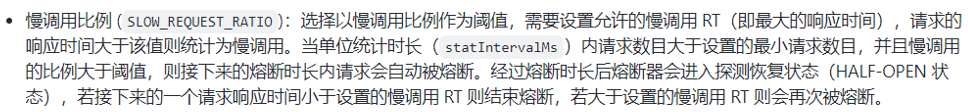 • 慢调用比例 (SLOW_REQUEST_RATIO)：选择以慢调用比例作为阈值，需要设置允许的慢调用 RT（即最大的响应时间），请求的
响应时间大于该值则统计为慢调用。当单位统计时长（statIntervalMs）内请求数目大于设置的最小请求数目，并且慢调用
的比例大于阈值，则接下来的熔断时长内请求会自动被熔断。经过熔断时长后熔断器会进入探测恢复状态（HALF-OPEN 状
态），若接下来的一个请求响应时间小于设置的慢调用 RT 则结束熔断，若大于设置的慢调用 RT 则会再次被熔断。